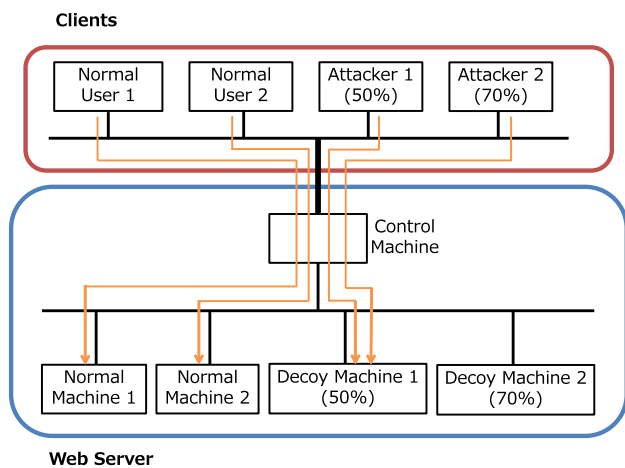 Clients
Normal
User 1
Normal
User 2
Attacker 1
(50%)
Attacker 2
(70%)
Control
Machine
Normal
Machine 1
Normal
Machine 2
Decoy Machine 1
(50%)
Decoy Machine 2
(70%)
Web Server